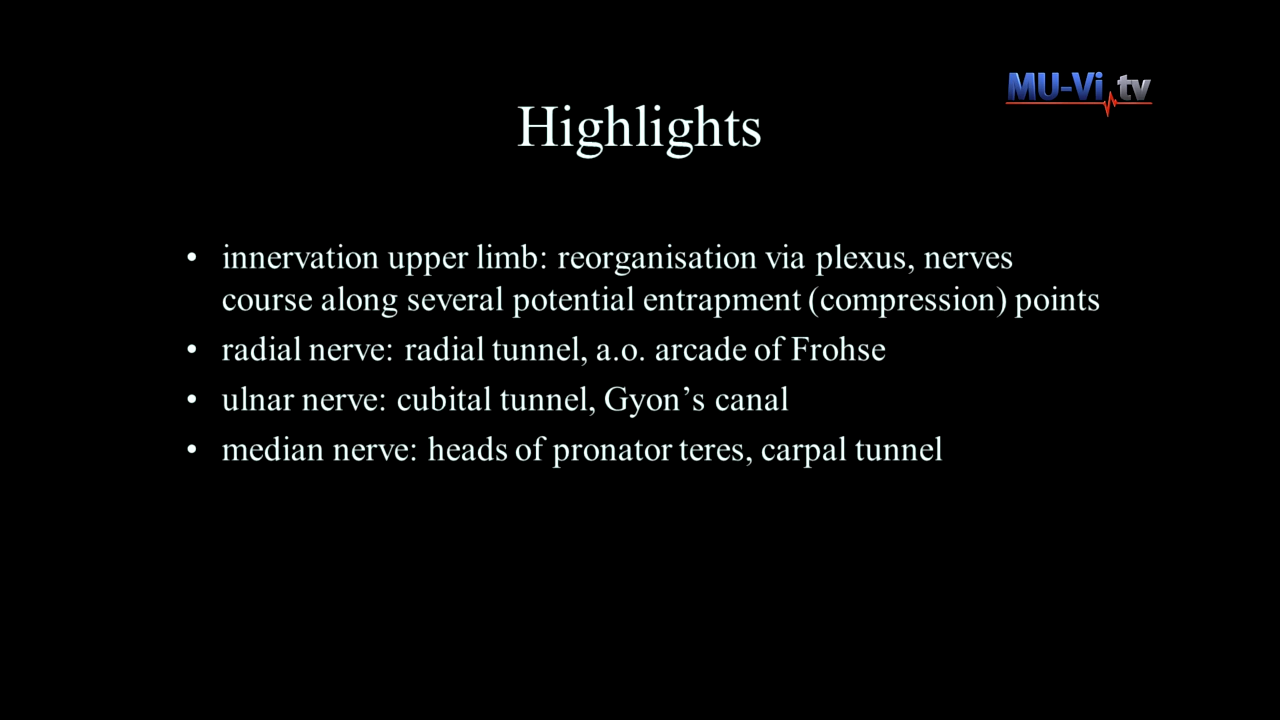 MU-Vi tv
Highlights
• innervation upper limb: reorganisation via plexus, nerves
course along several potential entrapment (compression) points
• radial nerve: radial tunnel, a.o. arcade of Frohse
• ulnar nerve: cubital tunnel, Gyon’s canal
• median nerve: heads of pronator teres, carpal tunnel